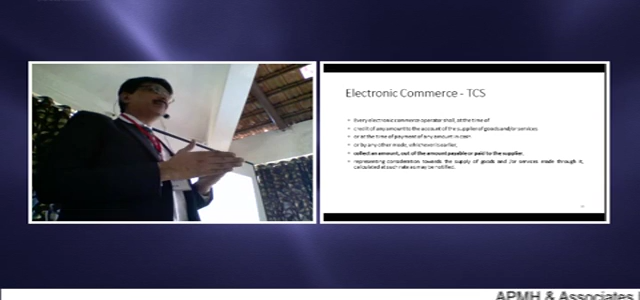 Electronic Commerce - TCS
• Every electronic commerce operator shall, at the time of
• credit of any amount to the account of the supplier of goods and/or services
• or at the time of payment of any amount in cash
• or by any other mode, whichever is earlier,
• collect an amount, out of the amount payable or paid to the supplier,
• representing consideration towards the supply of goods and /or services made through it,
calculated at such rate as may be notified.
APMH & Associates